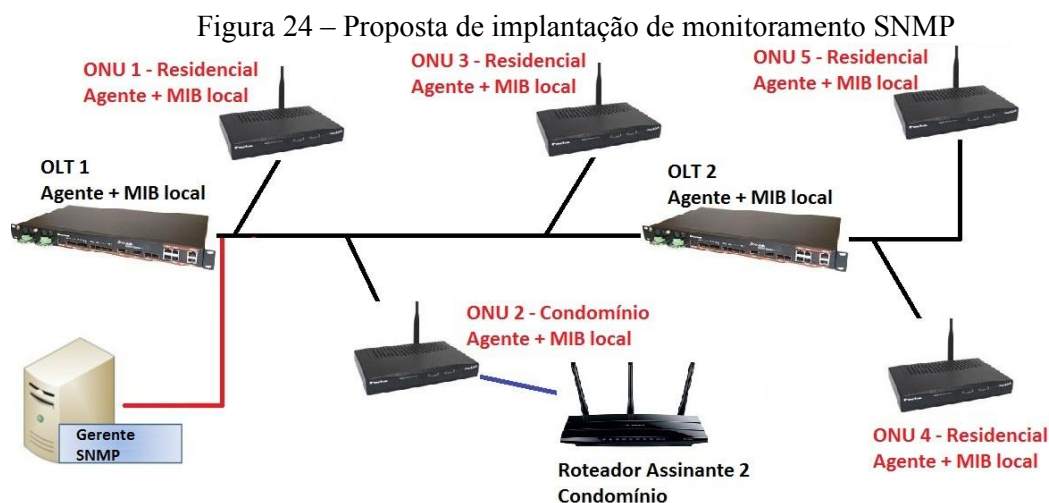 Figura 24 – Proposta de implantação de monitoramento SNMP
ONU 1 - Residencial
Agente + MIB local
ONU 3 - Residencial
Agente + MIB local
ONU 5 - Residencial
Agente + MIB local
OLT 1
Agente + MIB local
OLT 2
Agente + MIB local
ONU 2 - Condomínio
Agente + MIB local
Gerente
SNMP
Roteador Assinante 2
Condomínio
ONU 4 - Residencial
Agente + MIB local